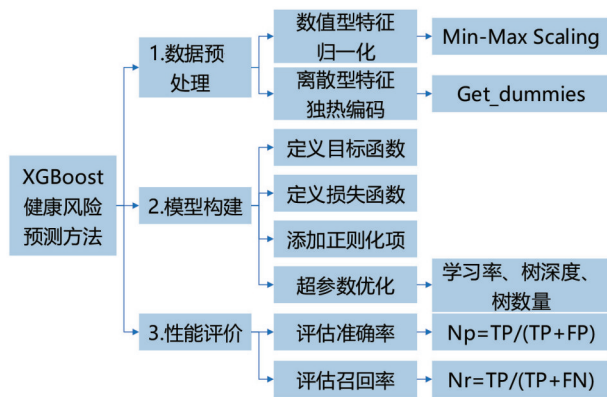 XGBoost
健康风险
预测方法
1.数据预
处理
数值型特征
归一化
Min-Max Scaling
离散型特征
独热编码
Get_dummies
2.模型构建
定义目标函数
定义损失函数
添加正则化项
超参数优化
学习率、树深度、
树数量
3.性能评价
评估准确率
Np=TP/(TP+FP)
评估召回率
Nr=TP/(TP+FN)